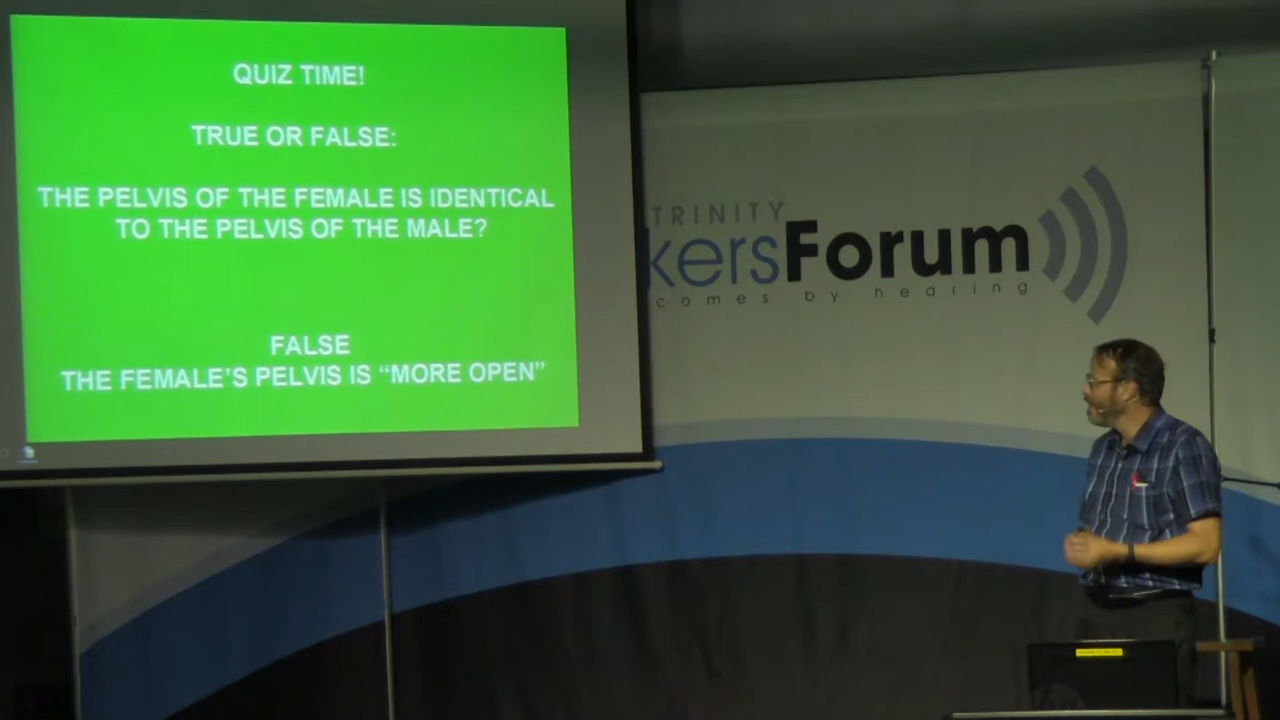 QUIZ TIME!
TRUE OR FALSE:
THE PELVIS OF THE FEMALE IS IDENTICAL
TO THE PELVIS OF THE MALE?
FALSE
THE FEMALE'S PELVIS IS “MORE OPEN”
TRINITY
kersForum
comes by hearing